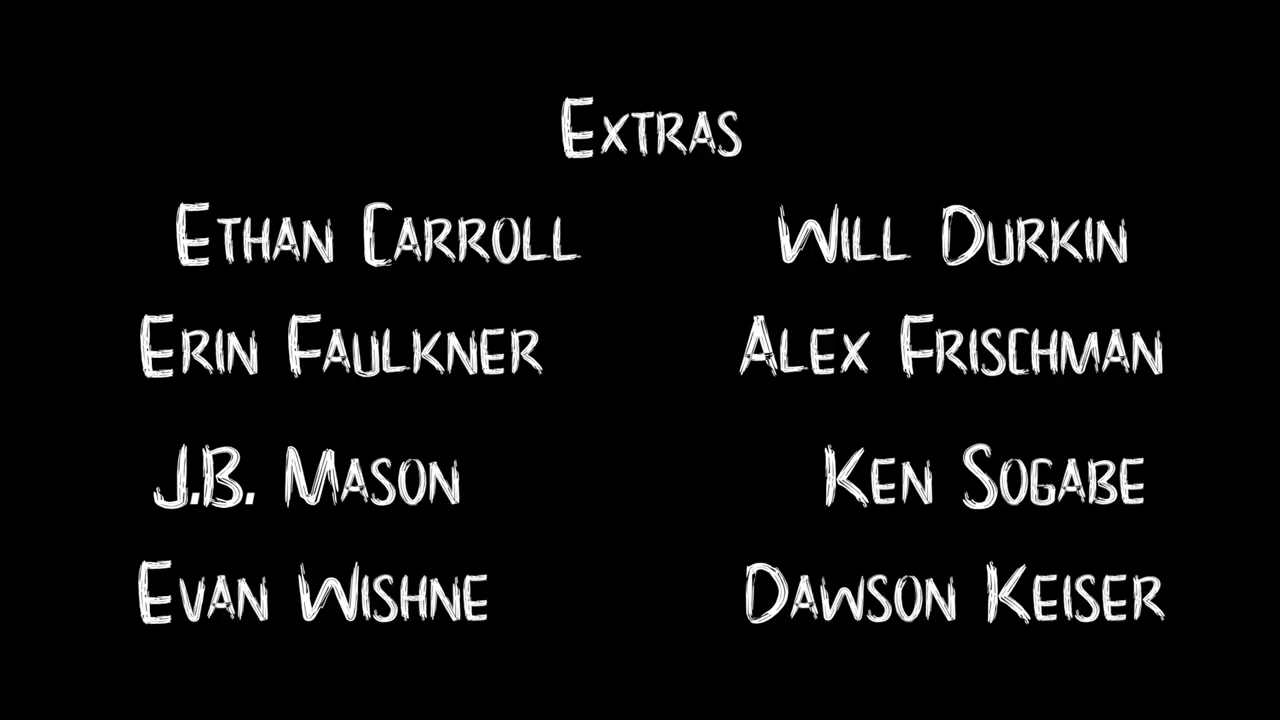 Extras
Ethan Carroll Will Durkin
Erin Faulkner Alex Frischman
J.B. Mason Ken Sogabe
Evan Wishne Dawson Keiser